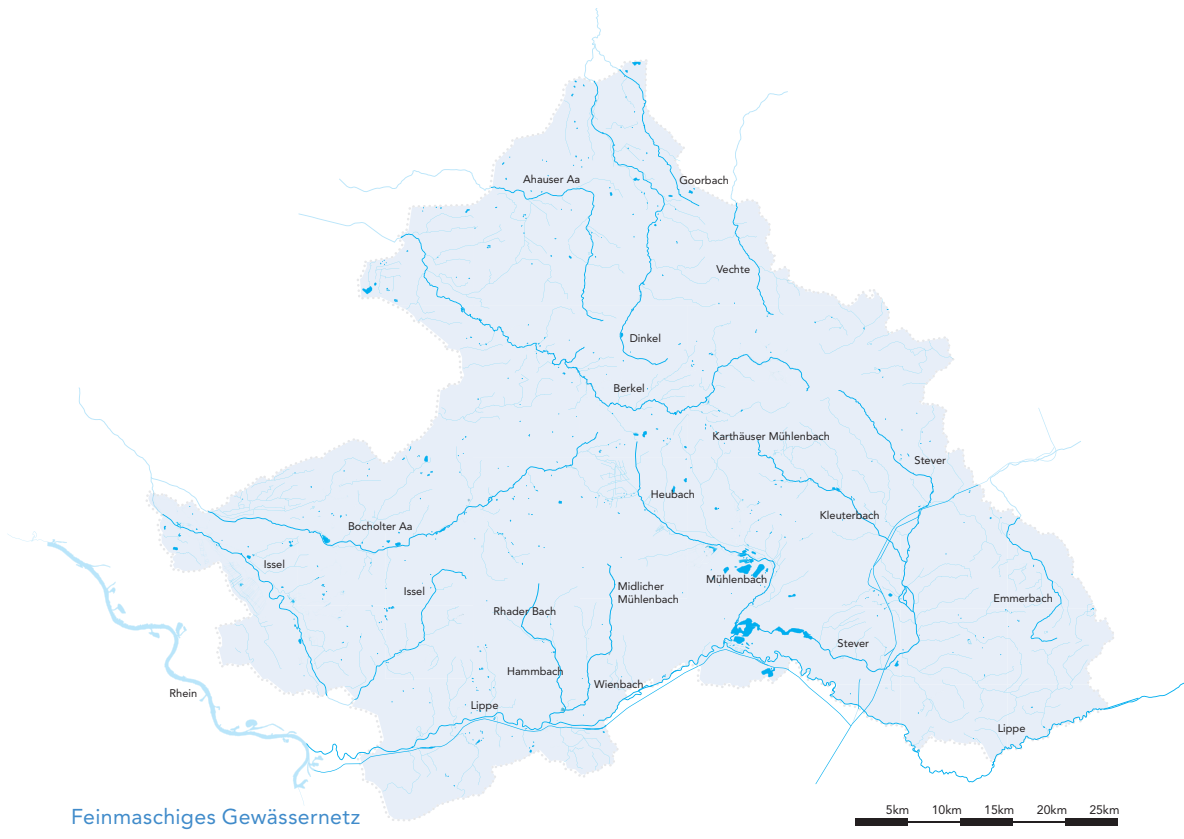 Ahauser Aa
Goorbach
Vechte
Dinkel
Berkel
Karthäuser Mühlenbach
Stever
Heubach
Kleuterbach
Bocholter Aa
Issel
Issel
Mühlenbach
Midlicher
Mühlenbach
Rhader Bach
Emmerbach
Stever
Hammbach
Wienbach
Rhein
Lippe
Lippe
Feinmaschiges Gewässernetz
5km 10km 15km 20km 25km